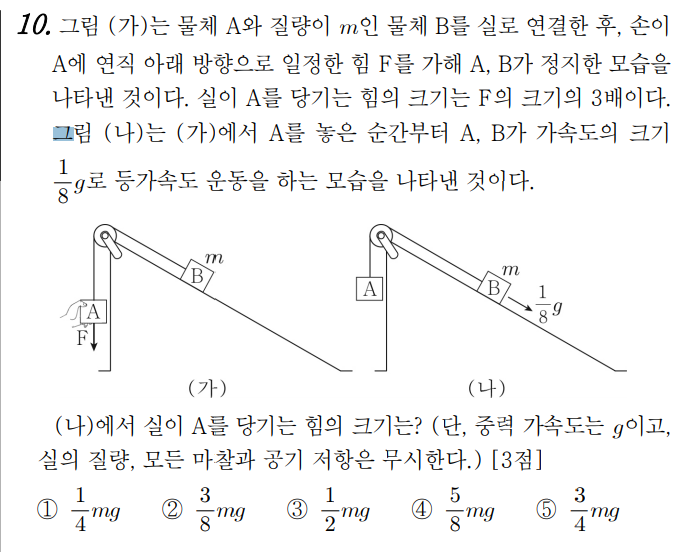 10. 그림 (가)는 물체 A와 질량이 m인 물체 B를 실로 연결한 후, 손이
A에 연직 아래 방향으로 일정한 힘 F를 가해 A, B가 정지한 모습을
나타낸 것이다. 실이 A를 당기는 힘의 크기는 F의 크기의 3배이다.
그림 (나)는 (가)에서 A를 놓은 순간부터 A, B가 가속도의 크기
1/8 g로 등가속도 운동을 하는 모습을 나타낸 것이다.
m
B
A
F
(가)
m
B
A
1/8 g
(나)
(나)에서 실이 A를 당기는 힘의 크기는? (단, 중력 가속도는 g이고,
실의 질량, 모든 마찰과 공기 저항은 무시한다.) [3점]
① 1/4 mg ② 3/8 mg ③ 1/2 mg ④ 5/8 mg ⑤ 3/4 mg